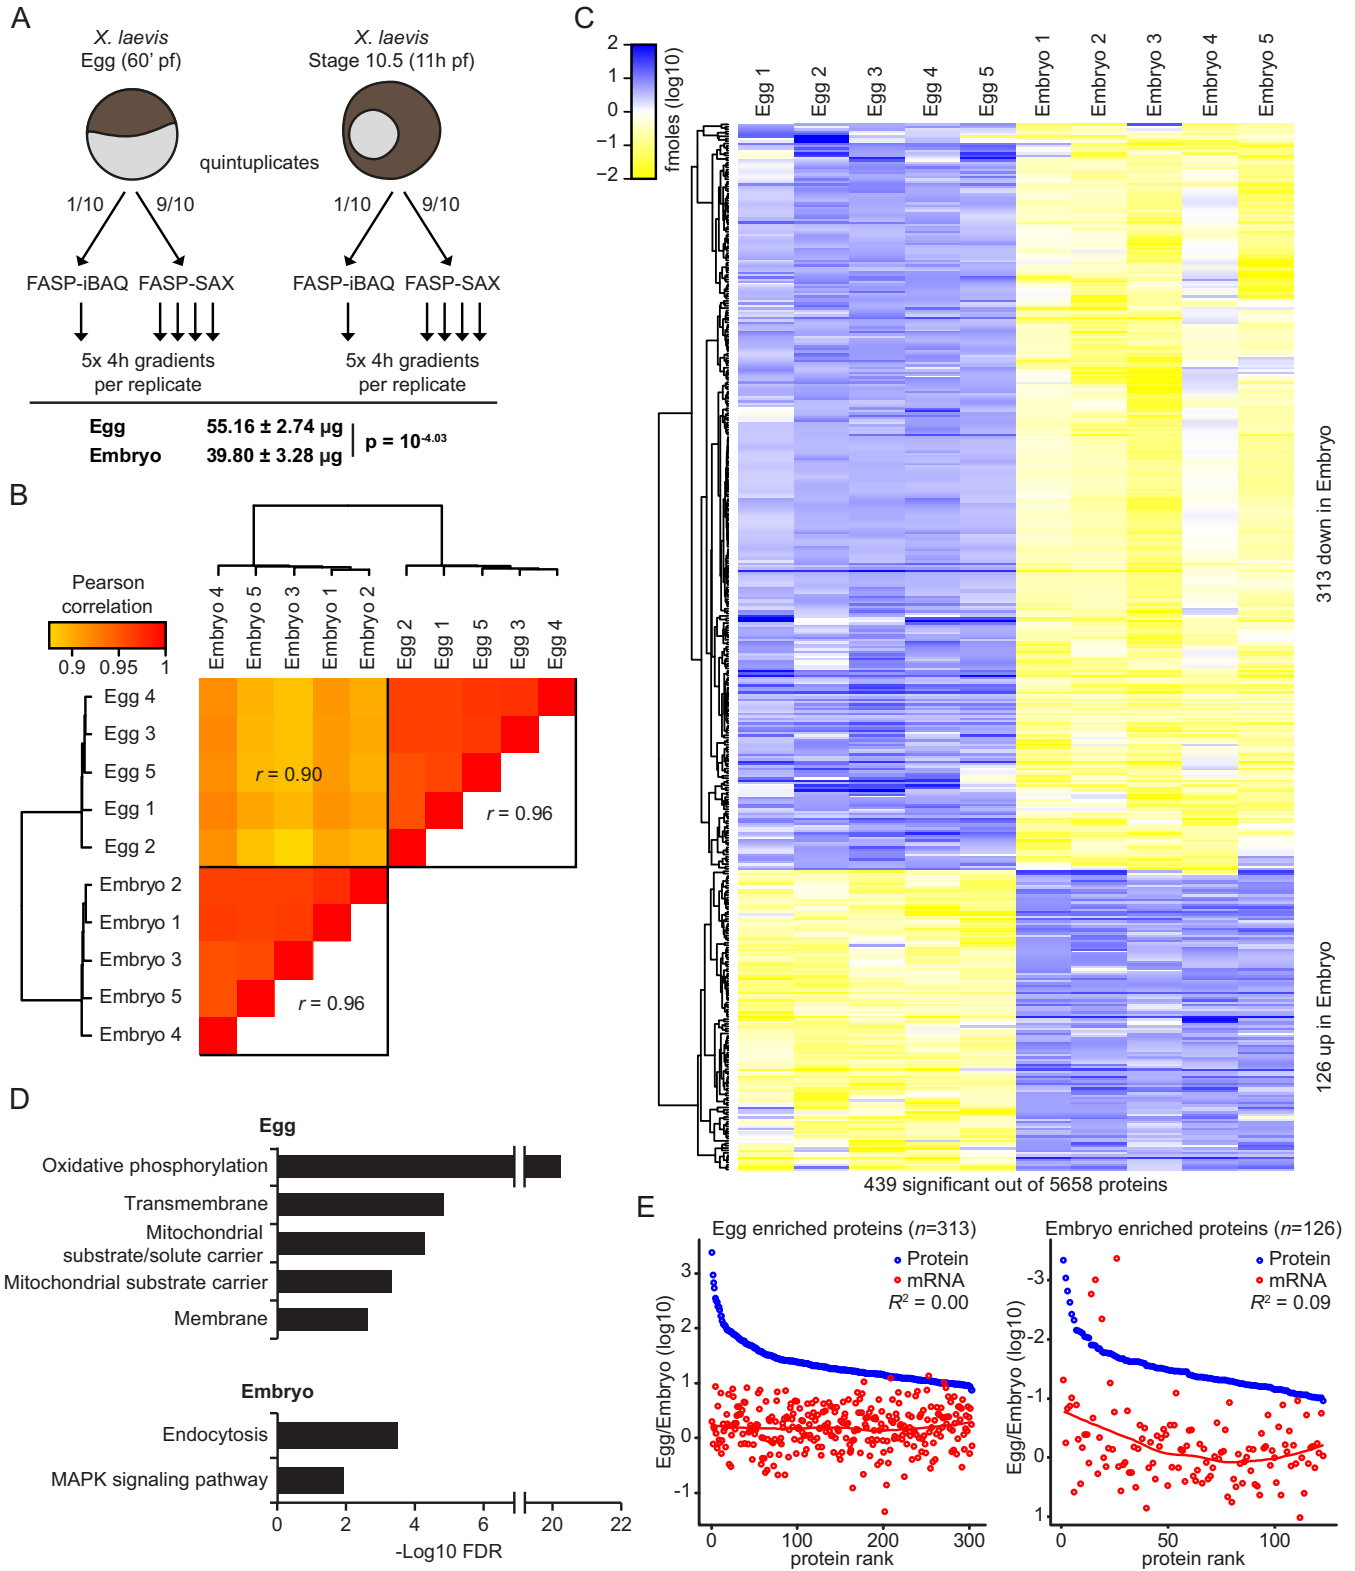 A
X. laevis
Egg (60' pf)
X. laevis
Stage 10.5 (11h pf)
quintuplicates
1/10
9/10
1/10
9/10
FASP-iBAQ
FASP-SAX
FASP-iBAQ
FASP-SAX
5x 4h gradients
per replicate
5x 4h gradients
per replicate
Egg 55.16 ± 2.74 µg
Embryo 39.80 ± 3.28 µg
p = 10-4.03
B
Pearson
correlation
0.9 0.95 1
Embryo 4
Embryo 5
Embryo 3
Embryo 1
Embryo 2
Egg 2
Egg 1
Egg 5
Egg 3
Egg 4
Egg 4
Egg 3
Egg 5
Egg 1
Egg 2
Embryo 2
Embryo 1
Embryo 3
Embryo 5
Embryo 4
r = 0.90
r = 0.96
r = 0.96
C
2
1
0
−1
−2
fmoles (log10)
Egg 1
Egg 2
Egg 3
Egg 4
Egg 5
Embryo 1
Embryo 2
Embryo 3
Embryo 4
Embryo 5
313 down in Embryo
126 up in Embryo
439 significant out of 5658 proteins
D
Egg
Oxidative phosphorylation
Transmembrane
Mitochondrial
substrate/solute carrier
Mitochondrial substrate carrier
Membrane
Embryo
Endocytosis
MAPK signaling pathway
0 2 4 6 20 22
-Log10 FDR
E
Egg enriched proteins (n=313)
Protein
mRNA
R2 = 0.00
Egg/Embryo (log10)
3
2
1
0
-1
0 100 200 300
protein rank
Embryo enriched proteins (n=126)
Protein
mRNA
R2 = 0.09
Egg/Embryo (log10)
-3
-2
-1
0
1
0 50 100
protein rank